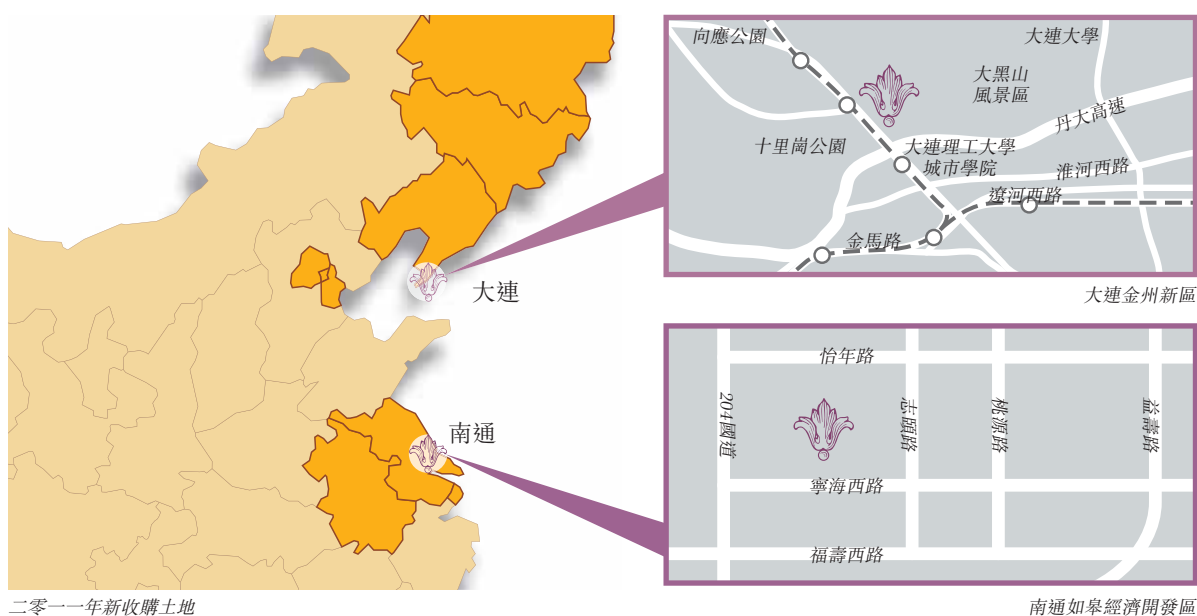 大連
南通
二零一一年新收購土地
向應公園
大連大學
大黑山
風景區
丹大高速
十里崗公園
大連理工大學
城市學院
淮河西路
遼河西路
金馬路
大連金州新區
怡年路
204國道
志頤路
桃源路
益壽路
寧海西路
福壽西路
南通如皋經濟開發區